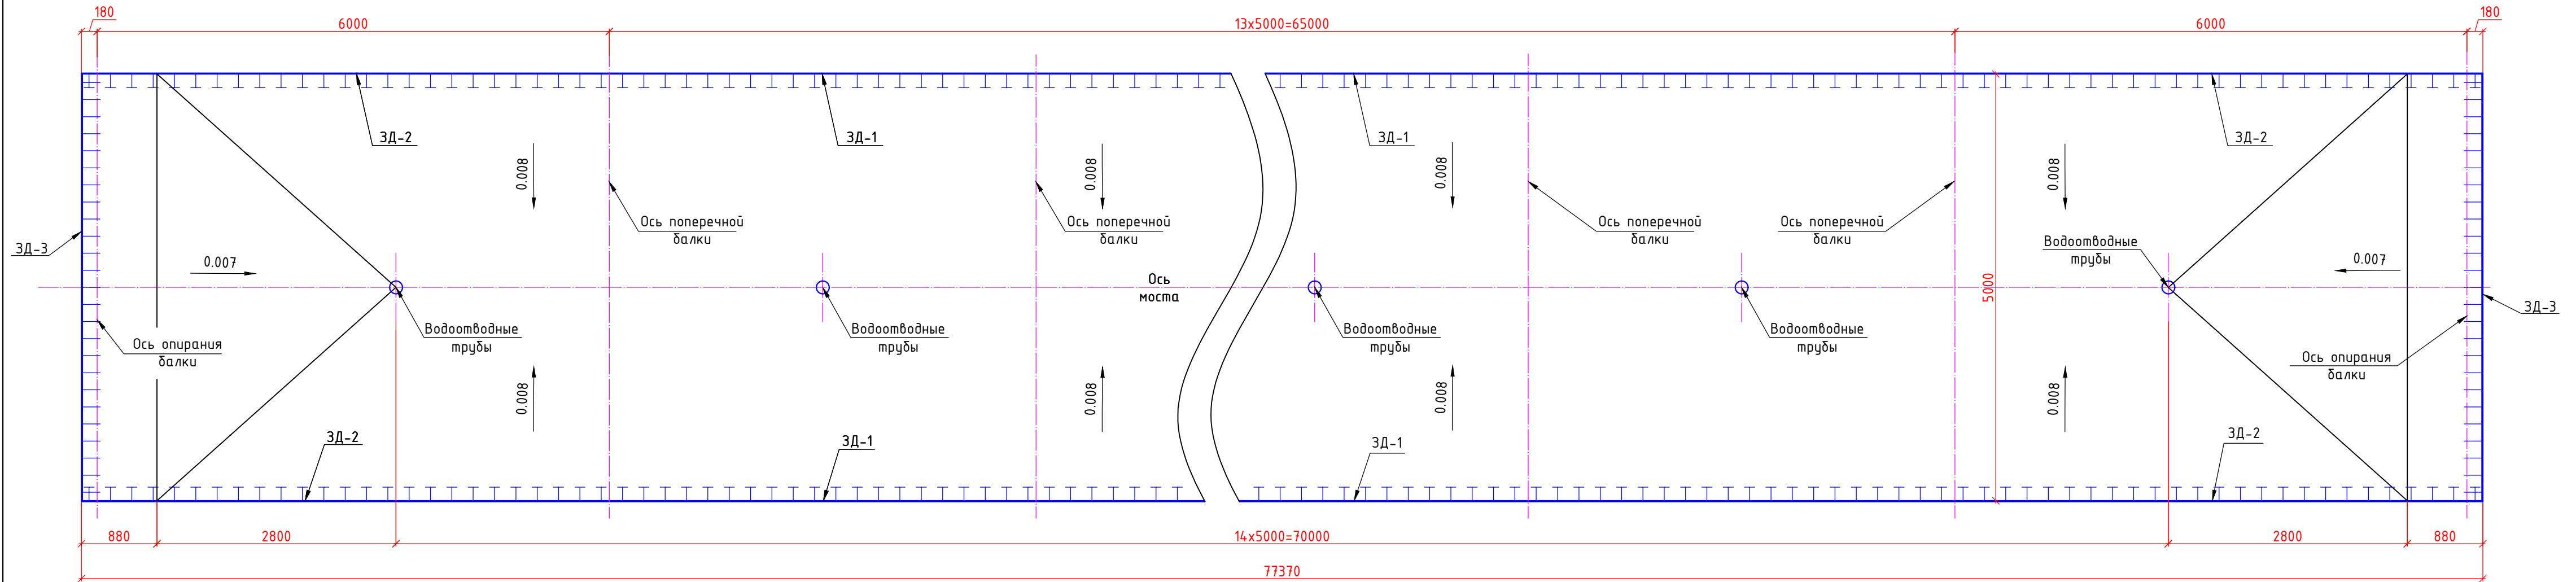 180
6000
13x5000=65000
6000
180
ЗД-2
ЗД-1
ЗД-1
ЗД-2
0.008
0.008
0.008
0.008
Ось поперечной
балки
Ось поперечной
балки
Ось поперечной
балки
Ось поперечной
балки
ЗД-3
0.007
Водоотводные
трубы
0.007
Ось
моста
5000
ЗД-3
Ось опирания
балки
Водоотводные
трубы
Водоотводные
трубы
Водоотводные
трубы
Водоотводные
трубы
Ось опирания
балки
0.008
0.008
0.008
0.008
ЗД-2
ЗД-1
ЗД-1
ЗД-2
880
2800
14x5000=70000
2800
880
77370